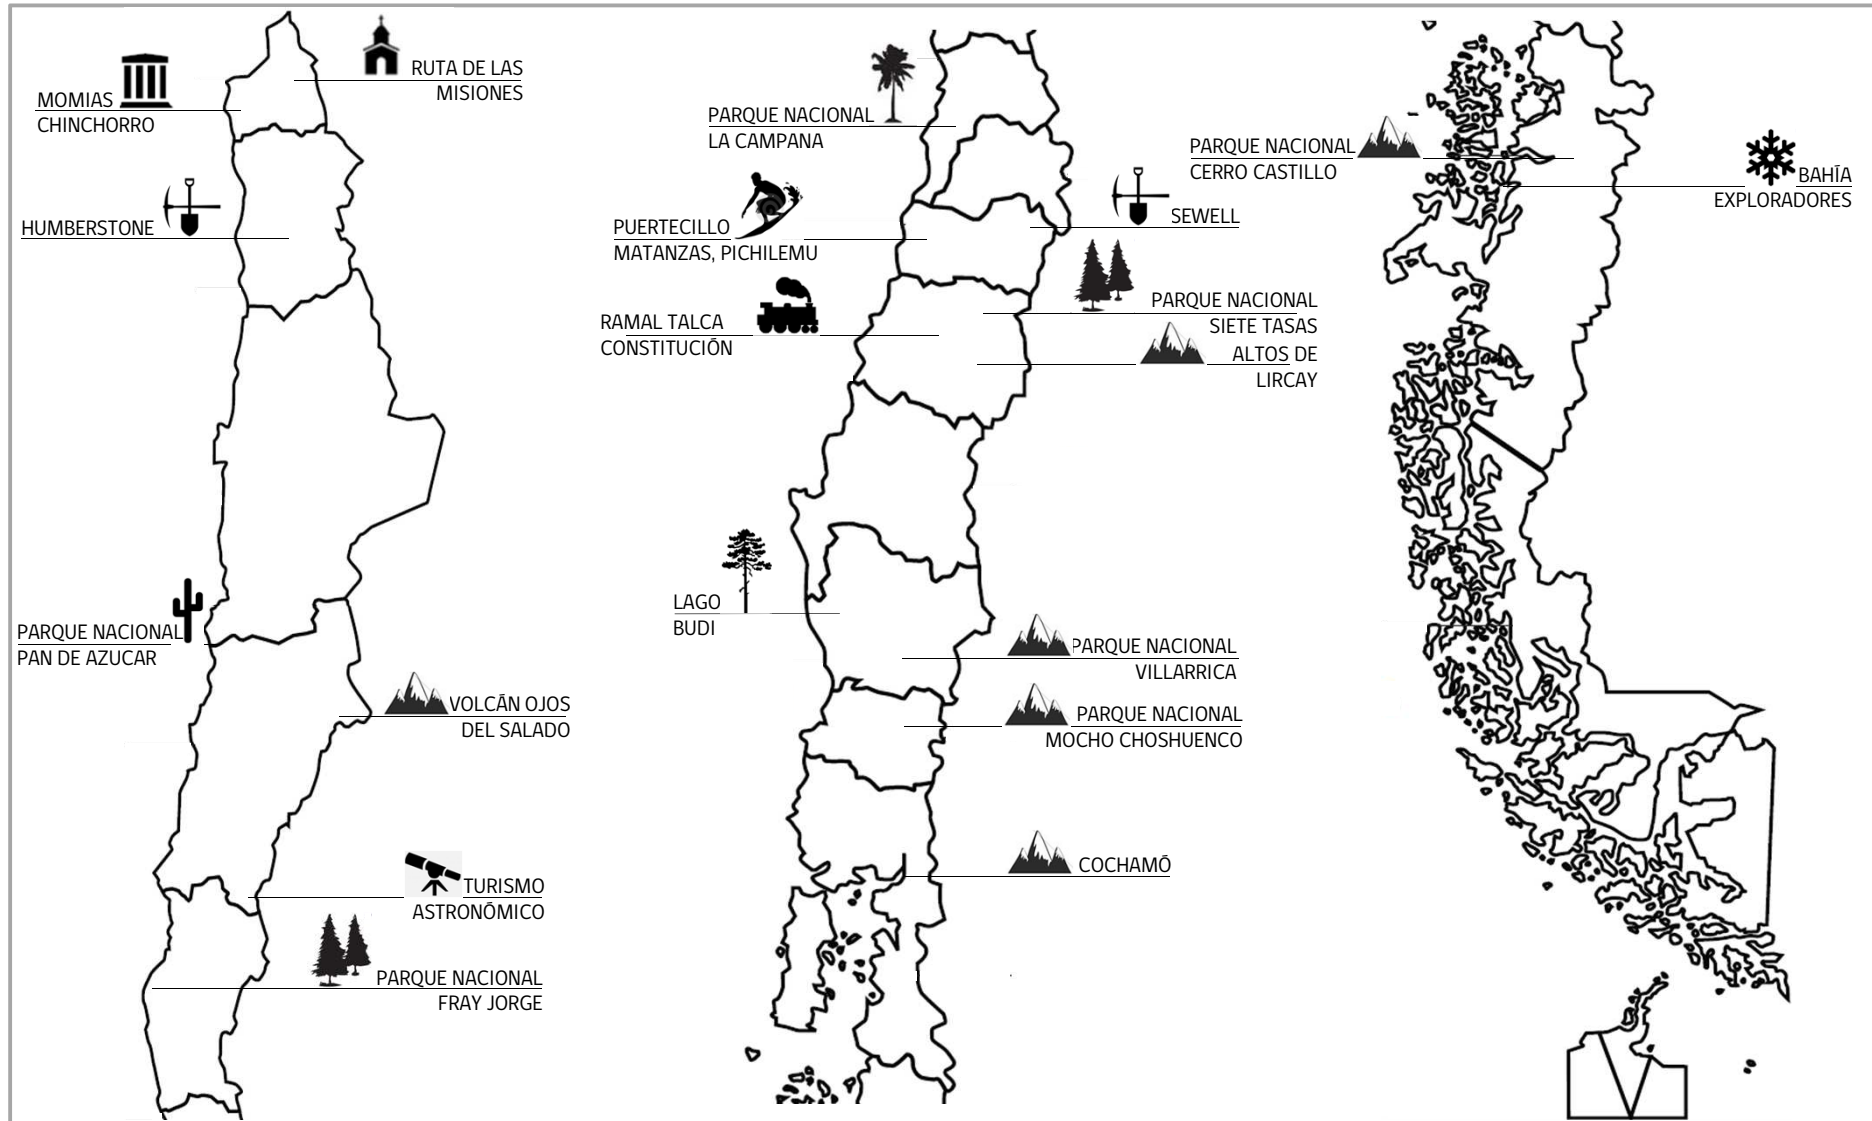 RUTA DE LAS
MISIONES
MOMIAS
CHINCHORRO
HUMBERSTONE
PARQUE NACIONAL
PAN DE AZUCAR
VOLCÁN OJOS
DEL SALADO
TURISMO
ASTRONÓMICO
PARQUE NACIONAL
FRAY JORGE
PARQUE NACIONAL
LA CAMPANA
PUERTECILLO
MATANZAS, PICHILEMU
SEWELL
RAMAL TALCA
CONSTITUCIÓN
PARQUE NACIONAL
SIETE TASAS
ALTOS DE
LIRCAY
LAGO
BUDI
PARQUE NACIONAL
VILLARRICA
PARQUE NACIONAL
MOCHO CHOSHUENCO
COCHAMÓ
PARQUE NACIONAL
CERRO CASTILLO
BAHÍA
EXPLORADORES